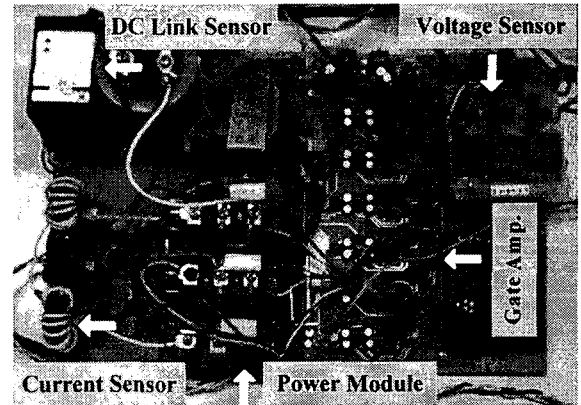 DC Link Sensor
Voltage Sensor
Gate Amp.
Current Sensor
Power Module